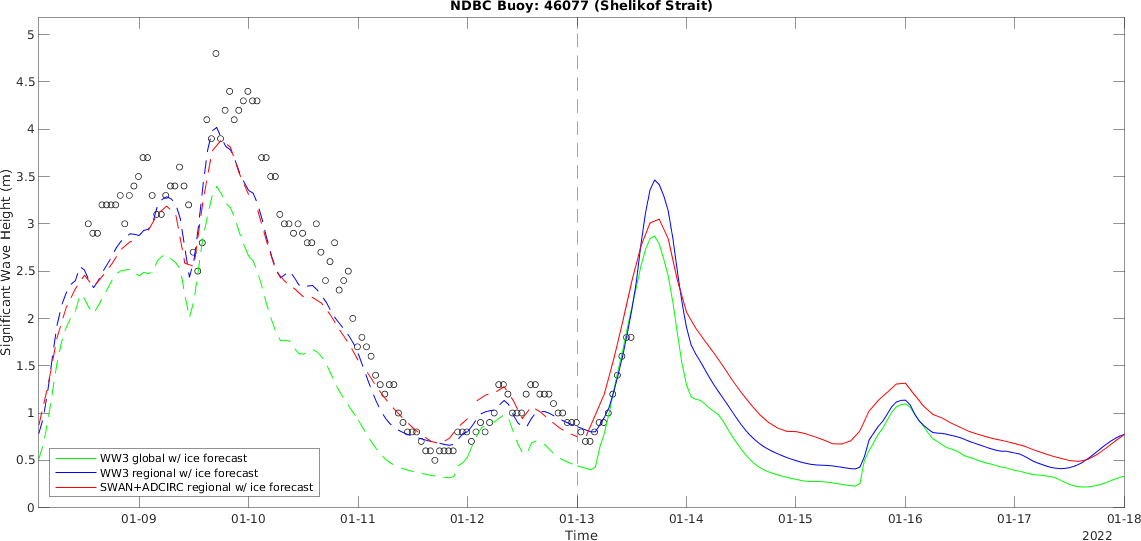 NDBC Buoy: 46077 (Shelikof Strait)
Significant Wave Height (m)
5
4.5
4
3.5
3
2.5
2
1.5
1
0.5
0
WW3 global w/ ice forecast
WW3 regional w/ ice forecast
SWAN+ADCIRC regional w/ ice forecast
01-09 01-10 01-11 01-12 01-13 01-14 01-15 01-16 01-17 01-18
Time
2022